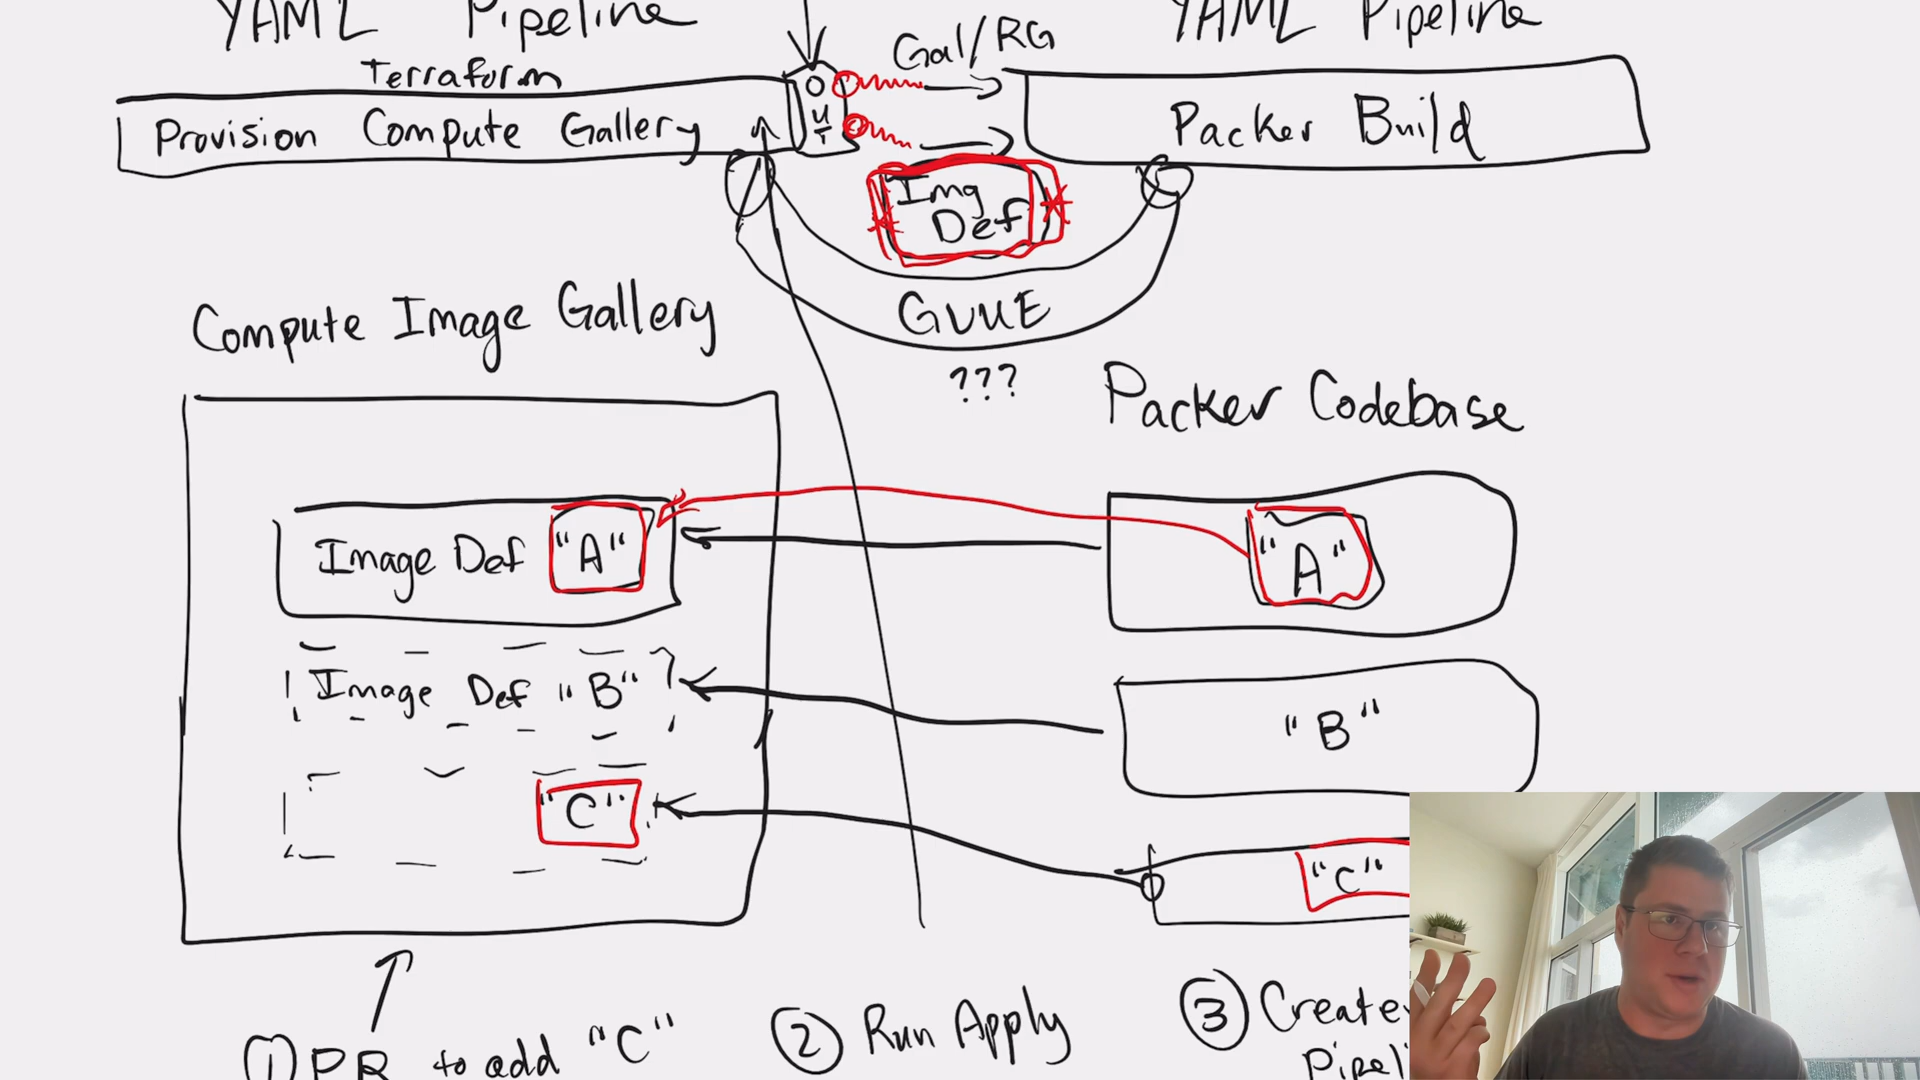 YAML Pipeline
YAML Pipeline
Terraform
Gal/RG
OUT
Provision Compute Gallery
Packer Build
Img
Def
Compute Image Gallery
???
Packer Codebase
Image Def "A"
"A"
Image Def "B"
"B"
"C"
"C"
① PR to add "C"
② Run Apply
③ Create
Pipel